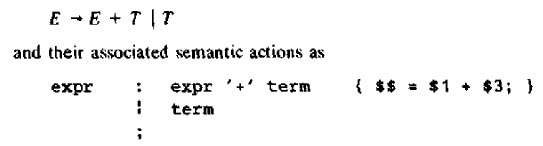 E → E + T | T
and their associated semantic actions as
expr : expr '+' term { $$ = $1 + $3; }
| term
;